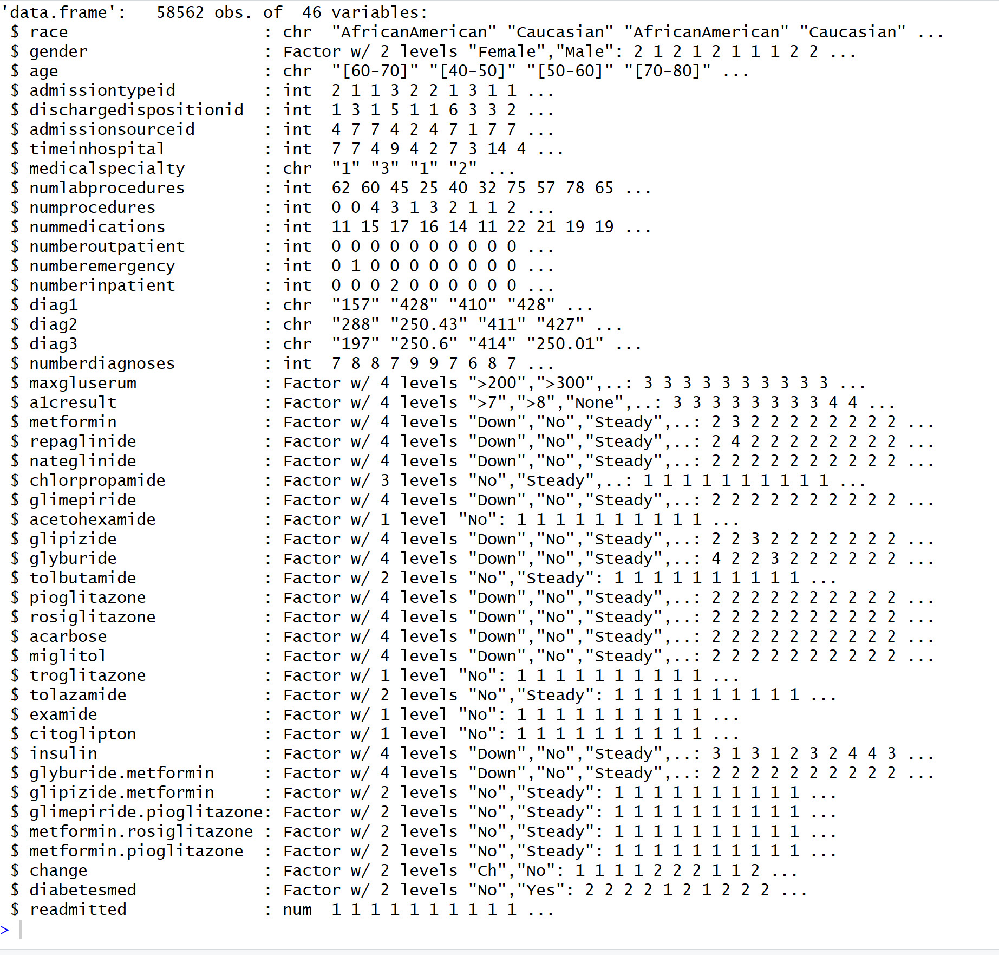 'data.frame':   58562 obs. of  46 variables:
 $ race                    : chr  "AfricanAmerican" "Caucasian" "AfricanAmerican" "Caucasian" ...
 $ gender                  : Factor w/ 2 levels "Female","Male": 2 1 2 1 2 1 1 1 2 2 ...
 $ age                     : chr  "[60-70]" "[40-50]" "[50-60]" "[70-80]" ...
 $ admissiontypeid         : int  2 1 1 3 2 2 1 3 1 1 ...
 $ dischargedispositionid  : int  1 3 1 5 1 1 6 3 3 2 ...
 $ admissionsourceid       : int  4 7 7 4 2 4 7 1 7 7 ...
 $ timeinhospital          : int  7 7 4 9 4 2 7 3 14 4 ...
 $ medicalspecialty        : chr  "1" "3" "1" "2" ...
 $ numlabprocedures        : int  62 60 45 25 40 32 75 57 78 65 ...
 $ numprocedures           : int  0 0 4 3 1 3 2 1 1 2 ...
 $ nummedications          : int  11 15 17 16 14 11 22 21 19 19 ...
 $ numberoutpatient        : int  0 0 0 0 0 0 0 0 0 0 ...
 $ numberemergency         : int  0 1 0 0 0 0 0 0 0 0 ...
 $ numberinpatient         : int  0 0 0 2 0 0 0 0 0 0 ...
 $ diag1                   : chr  "157" "428" "410" "428" ...
 $ diag2                   : chr  "288" "250.43" "411" "427" ...
 $ diag3                   : chr  "197" "250.6" "414" "250.01" ...
 $ numberdiagnoses         : int  7 8 8 7 9 9 7 6 8 7 ...
 $ maxgluserum             : Factor w/ 4 levels ">200",">300",..: 3 3 3 3 3 3 3 3 3 3 ...
 $ a1cresult               : Factor w/ 4 levels ">7",">8","None",..: 3 3 3 3 3 3 3 3 4 4 ...
 $ metformin               : Factor w/ 4 levels "Down","No","Steady",..: 2 3 2 2 2 2 2 2 2 2 ...
 $ repaglinide             : Factor w/ 4 levels "Down","No","Steady",..: 2 4 2 2 2 2 2 2 2 2 ...
 $ nateglinide             : Factor w/ 4 levels "Down","No","Steady",..: 2 2 2 2 2 2 2 2 2 2 ...
 $ chlorpropamide          : Factor w/ 3 levels "No","Steady",..: 1 1 1 1 1 1 1 1 1 1 ...
 $ glimepiride             : Factor w/ 4 levels "Down","No","Steady",..: 2 2 2 2 2 2 2 2 2 2 ...
 $ acetohexamide           : Factor w/ 1 level "No": 1 1 1 1 1 1 1 1 1 1 ...
 $ glipizide               : Factor w/ 4 levels "Down","No","Steady",..: 2 2 3 2 2 2 2 2 2 2 ...
 $ glyburide               : Factor w/ 4 levels "Down","No","Steady",..: 4 2 2 3 2 2 2 2 2 2 ...
 $ tolbutamide             : Factor w/ 2 levels "No","Steady": 1 1 1 1 1 1 1 1 1 1 ...
 $ pioglitazone            : Factor w/ 4 levels "Down","No","Steady",..: 2 2 2 2 2 2 2 2 2 2 ...
 $ rosiglitazone           : Factor w/ 4 levels "Down","No","Steady",..: 2 2 2 2 2 2 2 2 2 2 ...
 $ acarbose                : Factor w/ 4 levels "Down","No","Steady",..: 2 2 2 2 2 2 2 2 2 2 ...
 $ miglitol                : Factor w/ 4 levels "Down","No","Steady",..: 2 2 2 2 2 2 2 2 2 2 ...
 $ troglitazone            : Factor w/ 1 level "No": 1 1 1 1 1 1 1 1 1 1 ...
 $ tolazamide              : Factor w/ 2 levels "No","Steady": 1 1 1 1 1 1 1 1 1 1 ...
 $ examide                 : Factor w/ 1 level "No": 1 1 1 1 1 1 1 1 1 1 ...
 $ citoglipton             : Factor w/ 1 level "No": 1 1 1 1 1 1 1 1 1 1 ...
 $ insulin                 : Factor w/ 4 levels "Down","No","Steady",..: 3 1 3 1 2 3 2 4 4 3 ...
 $ glyburide.metformin     : Factor w/ 4 levels "Down","No","Steady",..: 2 2 2 2 2 2 2 2 2 2 ...
 $ glipizide.metformin     : Factor w/ 2 levels "No","Steady": 1 1 1 1 1 1 1 1 1 1 ...
 $ glimepiride.pioglitazone: Factor w/ 2 levels "No","Steady": 1 1 1 1 1 1 1 1 1 1 ...
 $ metformin.rosiglitazone : Factor w/ 2 levels "No","Steady": 1 1 1 1 1 1 1 1 1 1 ...
 $ metformin.pioglitazone  : Factor w/ 2 levels "No","Steady": 1 1 1 1 1 1 1 1 1 1 ...
 $ change                  : Factor w/ 2 levels "Ch","No": 1 1 1 1 2 2 2 1 1 2 ...
 $ diabetesmed             : Factor w/ 2 levels "No","Yes": 2 2 2 2 1 2 1 2 2 2 ...
 $ readmitted              : num  1 1 1 1 1 1 1 1 1 1 ...
>